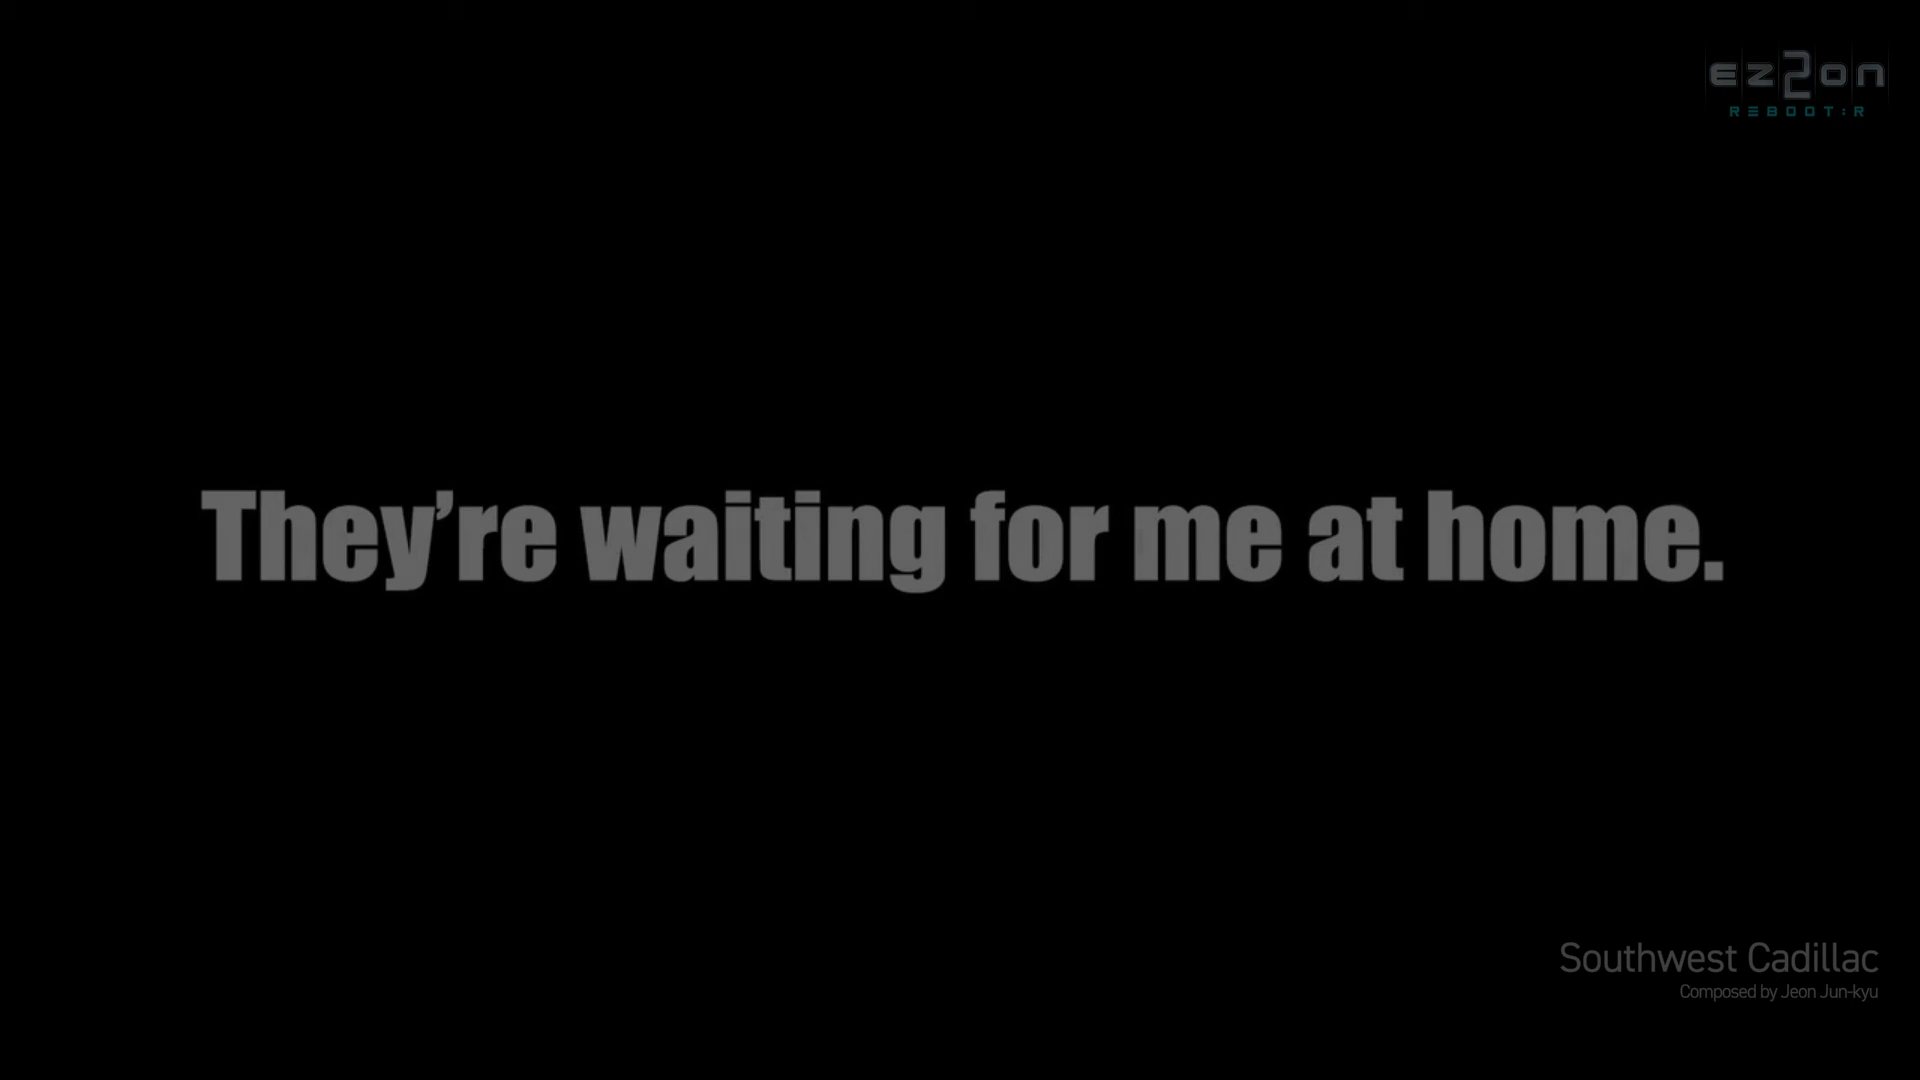 ez2on
REBOOT:R
They’re waiting for me at home.
Southwest Cadillac
Composed by Jeon Jun-kyu